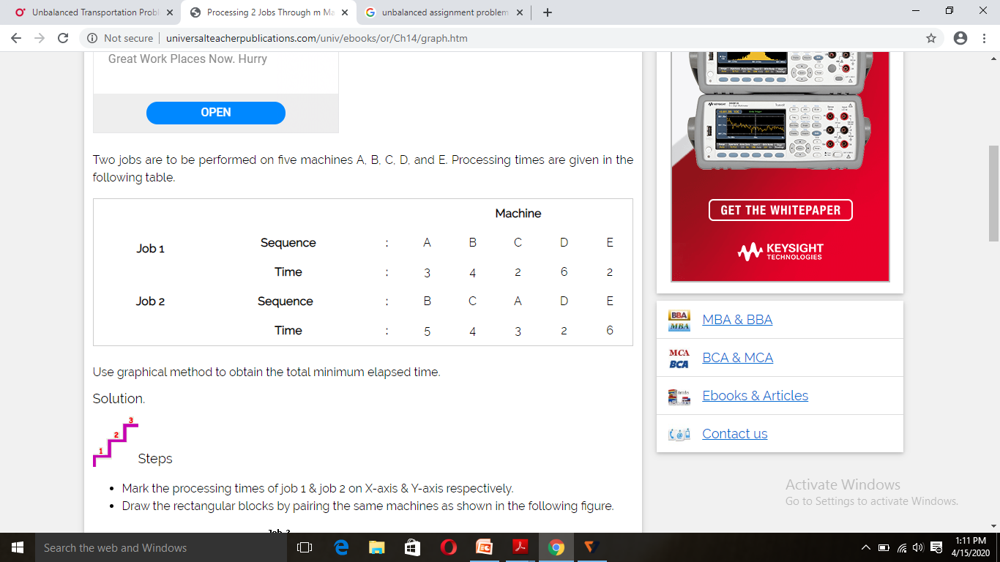 Unbalanced Transportation Probl
Processing 2 Jobs Through m Ma
unbalanced assignment problem
Not secure | universalteacherpublications.com/univ/ebooks/or/Ch14/graph.htm
Great Work Places Now. Hurry
OPEN
Two jobs are to be performed on five machines A, B, C, D, and E. Processing times are given in the
following table.
Machine
Job 1
Sequence : A B C D E
Time : 3 4 2 6 2
Job 2 Sequence : B C A D E
Time : 5 4 3 2 6
Use graphical method to obtain the total minimum elapsed time.
Solution.
1 2 3
Steps
• Mark the processing times of job 1 & job 2 on X-axis & Y-axis respectively.
• Draw the rectangular blocks by pairing the same machines as shown in the following figure.
GET THE WHITEPAPER
KEYSIGHT
TECHNOLOGIES
BBA
MBA
MBA & BBA
MCA
BCA
BCA & MCA
Articles
Ebooks & Articles
Contact us
Activate Windows
Go to Settings to activate Windows.
Search the web and Windows
1:11 PM
4/15/2020